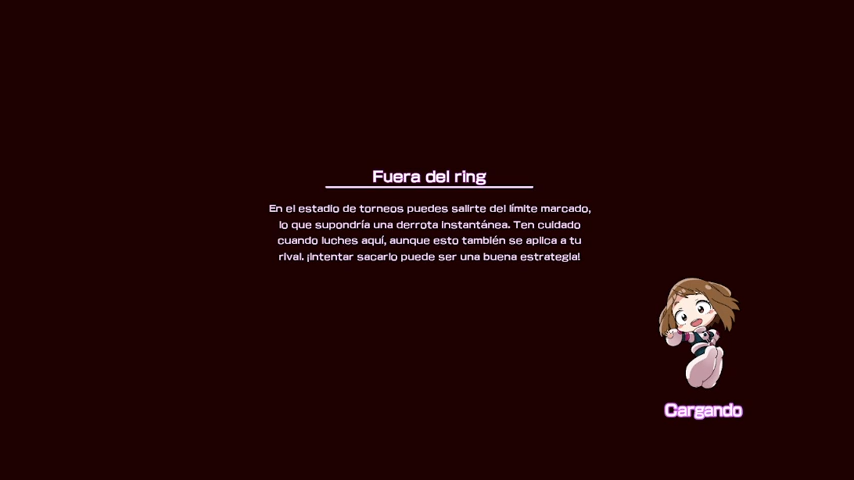 Fuera del ring
En el estadio de torneos puedes salirte del límite marcado,
lo que supondría una derrota instantánea. Ten cuidado
cuando luches aquí, aunque esto también se aplica a tu
rival. ¡Intentar sacarlo puede ser una buena estrategia!
Cargando